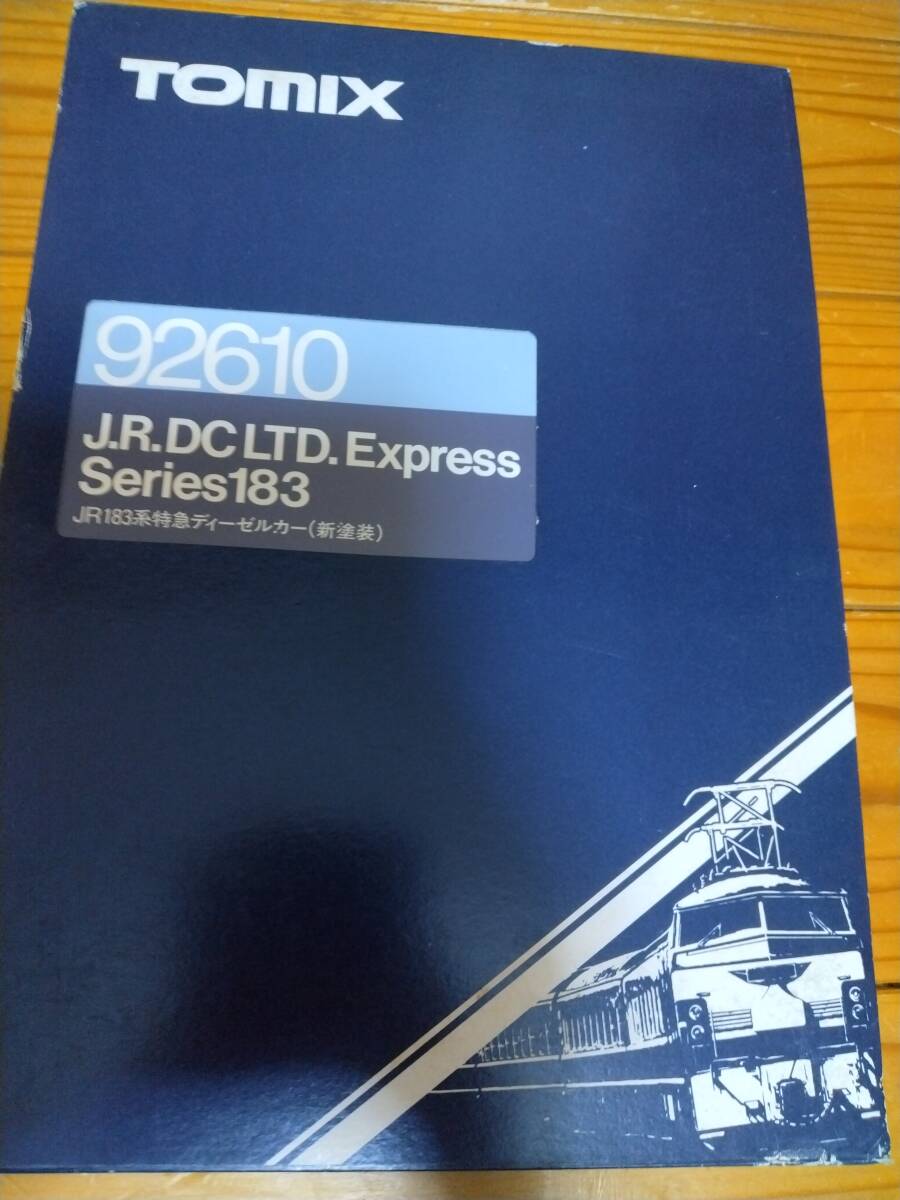 TOMIX
92610
J.R.DC LTD. Express
Series183
JR183系特急ディーゼルカー(新塗装)